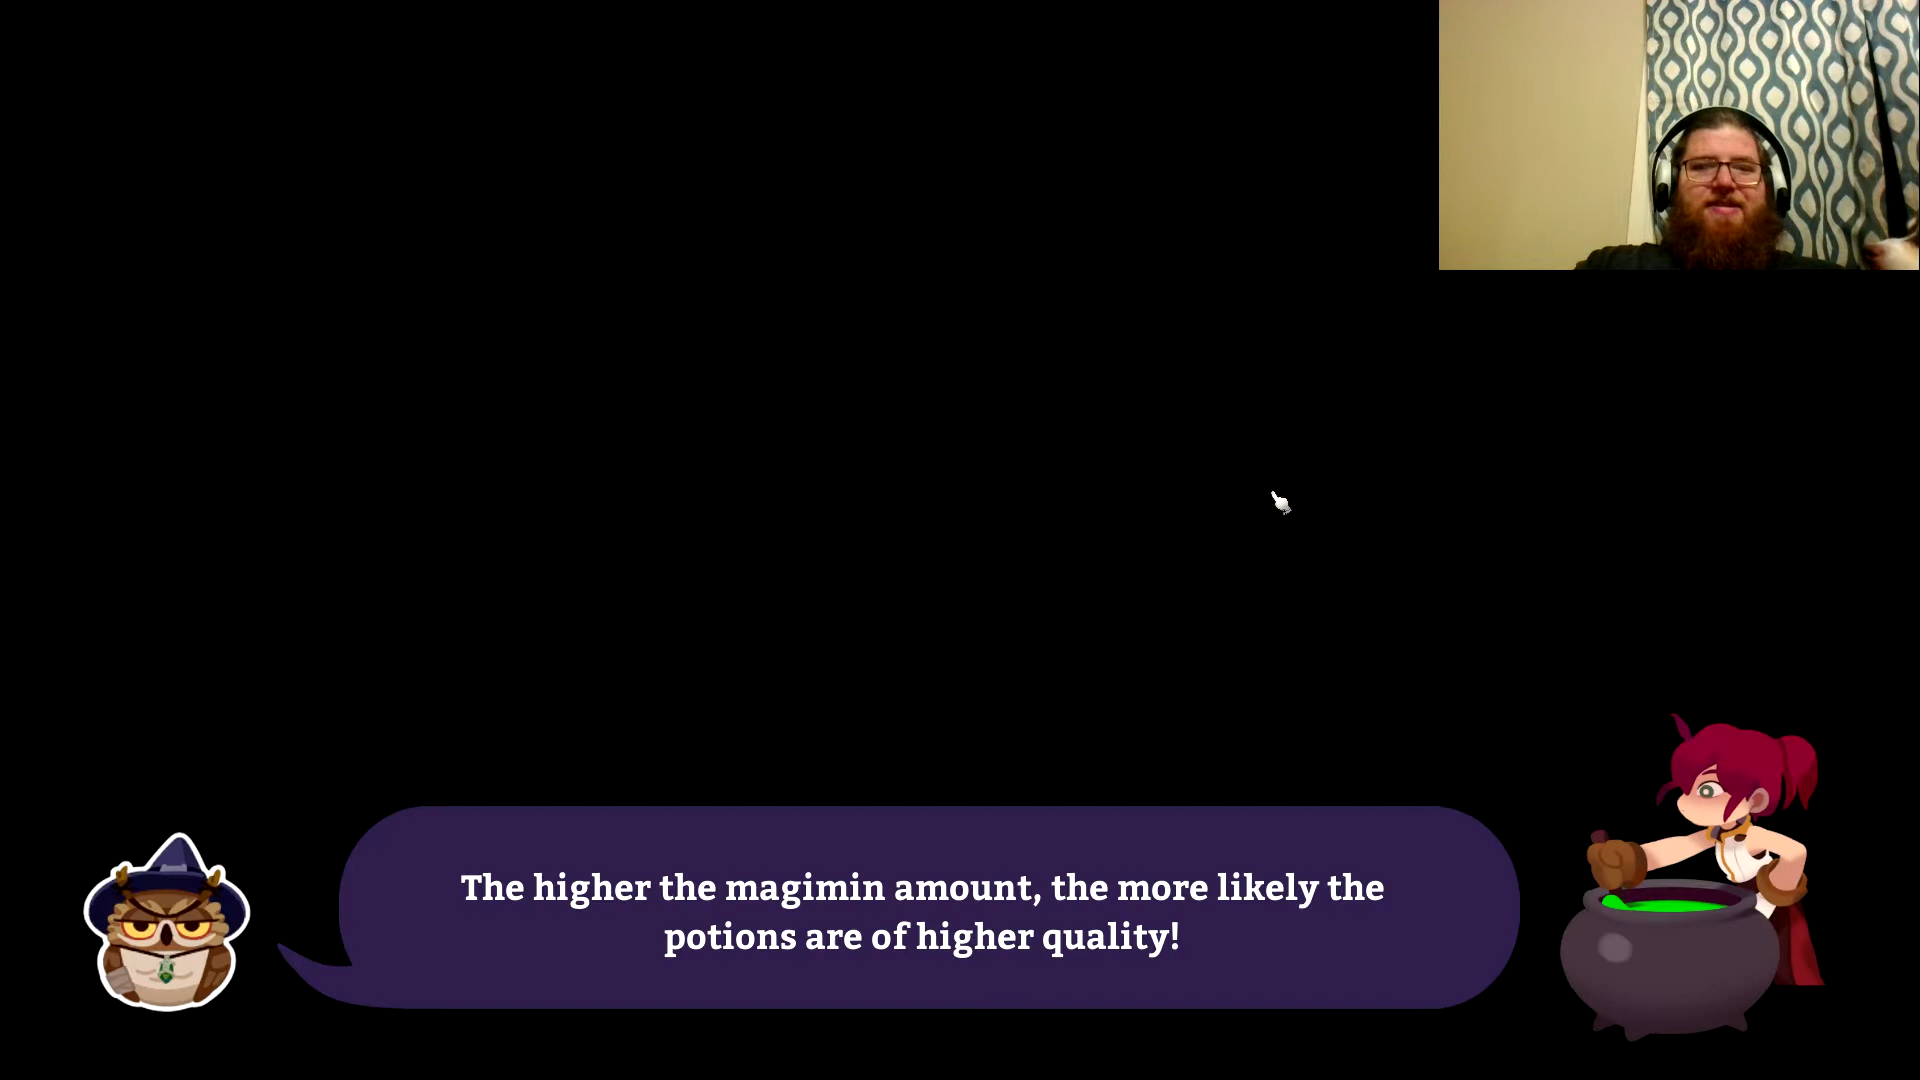 The higher the magimin amount, the more likely the
potions are of higher quality!